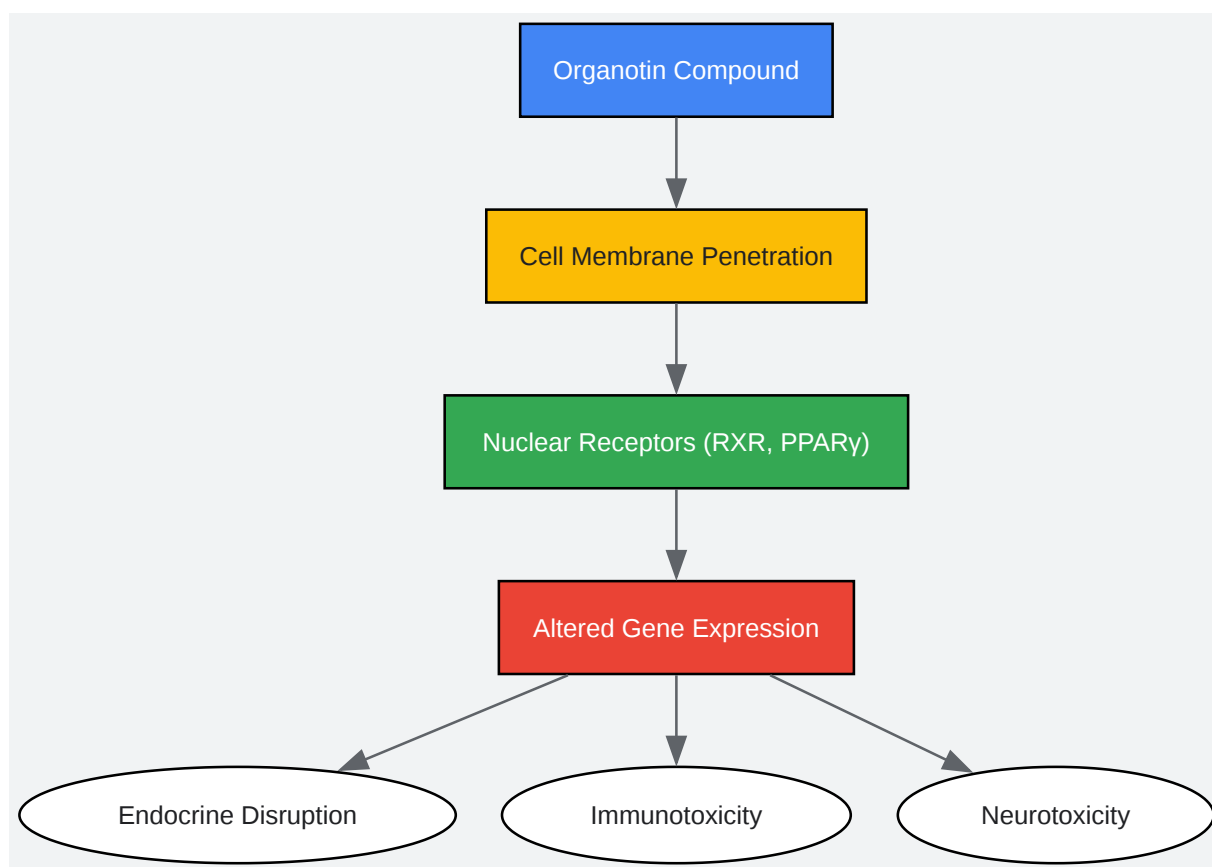 Organotin Compound
Cell Membrane Penetration
Nuclear Receptors (RXR, PPARγ)
Altered Gene Expression
Endocrine Disruption
Immunotoxicity
Neurotoxicity